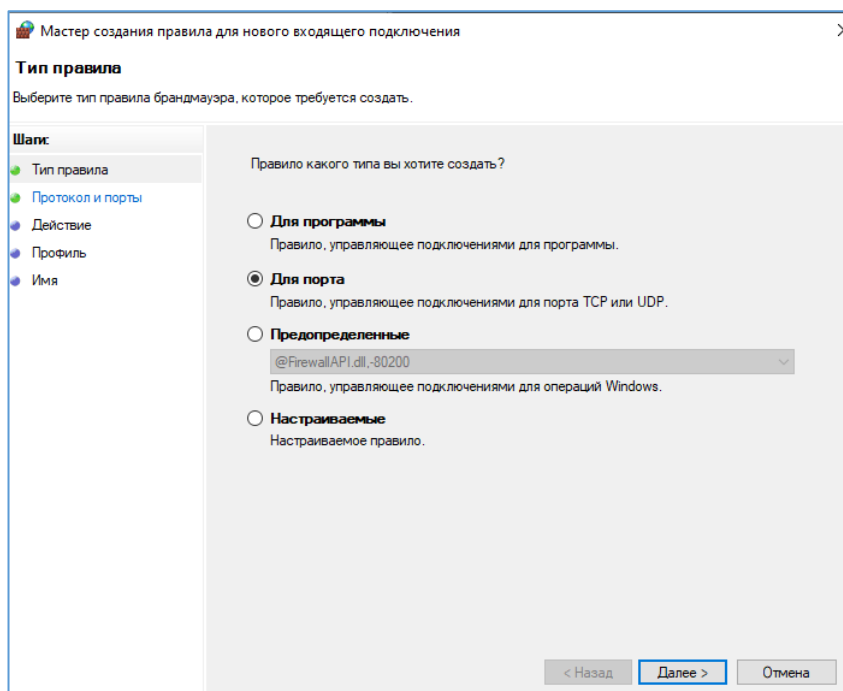 Мастер создания правила для нового входящего подключения
Тип правила
Выберите тип правила брандмауэра, которое требуется создать.
Шаги:
Тип правила
Протокол и порты
Действие
Профиль
Имя
Правило какого типа вы хотите создать?
Для программы
Правило, управляющее подключениями для программы.
Для порта
Правило, управляющее подключениями для порта TCP или UDP.
Предопределенные
@FirewallAPI.dll,-80200
Правило, управляющее подключениями для операций Windows.
Настраиваемые
Настраиваемое правило.
< Назад
Далее >
Отмена